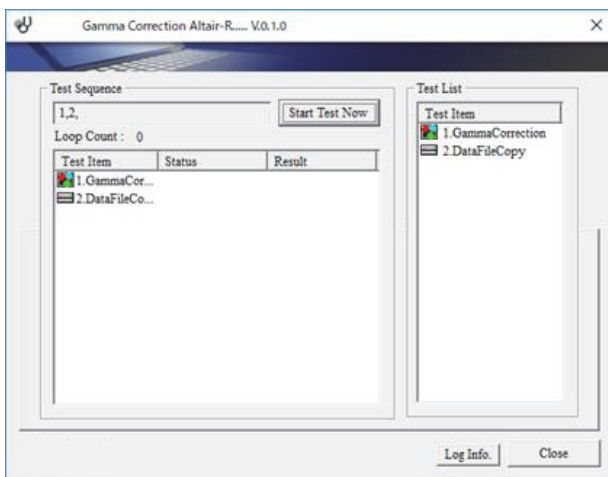 Gamma Correction Altair-R..... V.0.1.0
Test Sequence
1,2,
Start Test Now
Loop Count : 0
Test Item Status Result
1.GammaCor...
2.DataFileCo...
Test List
Test Item
1.GammaCorrection
2.DataFileCopy
Log Info.
Close